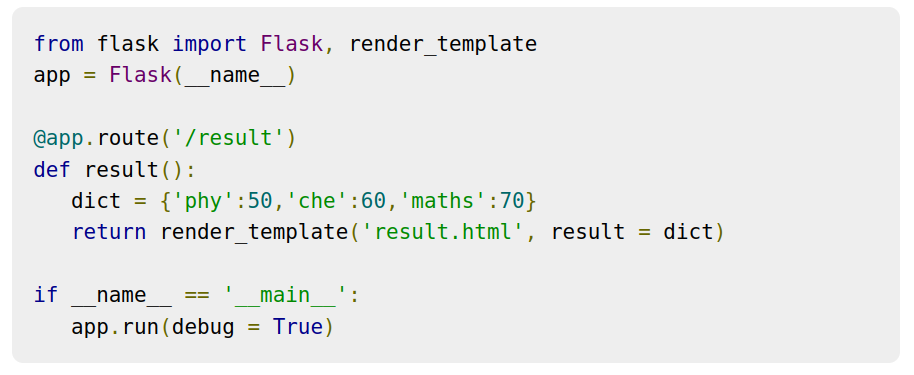 from flask import Flask, render_template
app = Flask(__name__)

@app.route('/result')
def result():
   dict = {'phy':50,'che':60,'maths':70}
   return render_template('result.html', result = dict)

if __name__ == '__main__':
   app.run(debug = True)